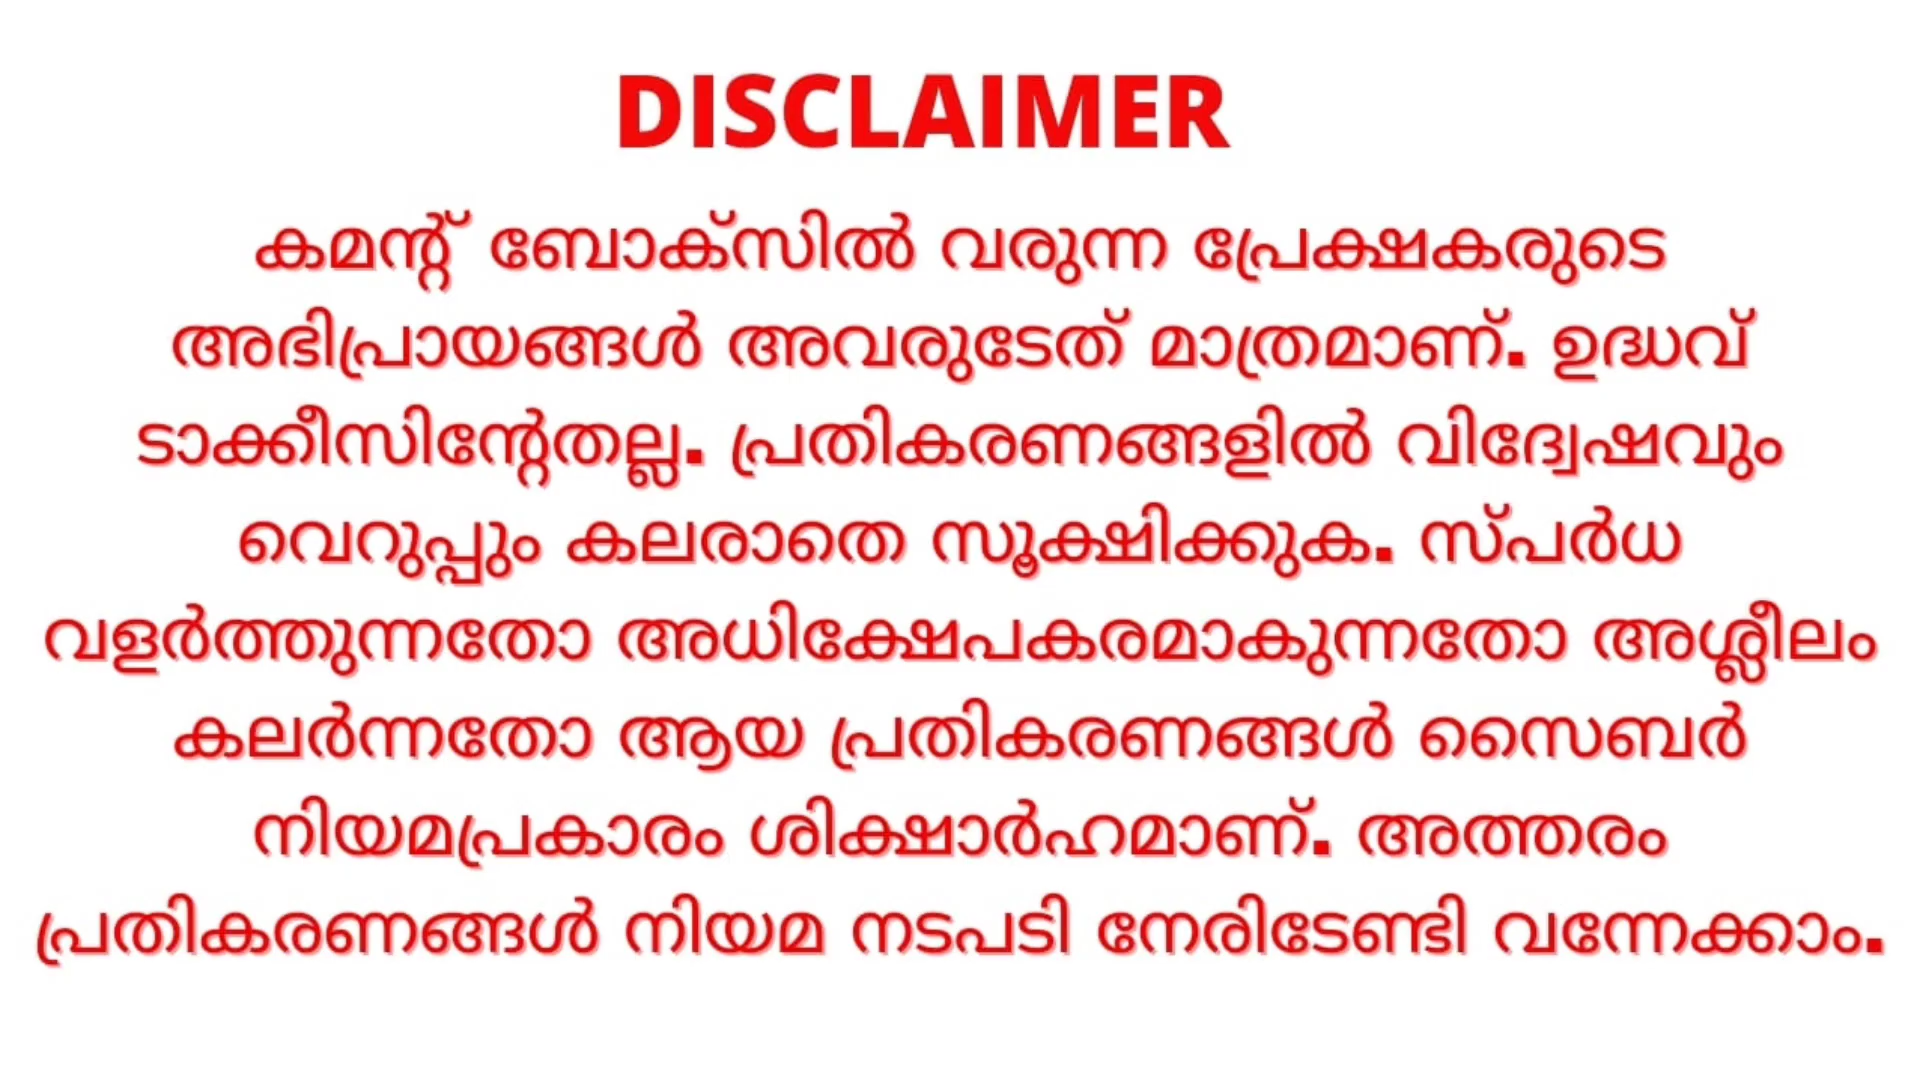 DISCLAIMER
കമന്റ് ബോക്സിൽ വരുന്ന പ്രേക്ഷകരുടെ
അഭിപ്രായങ്ങൾ അവരുടേത് മാത്രമാണ്. ഉദ്ധവ്
ടാക്കീസിന്റേതല്ല. പ്രതികരണങ്ങളിൽ വിദ്വേഷവും
വെറുപ്പും കലരാതെ സൂക്ഷിക്കുക. സ്പർധ
വളർത്തുന്നതോ അധിക്ഷേപകരമാകുന്നതോ അശ്ലീലം
കലർന്നതോ ആയ പ്രതികരണങ്ങൾ സൈബർ
നിയമപ്രകാരം ശിക്ഷാർഹമാണ്. അത്തരം
പ്രതികരണങ്ങൾ നിയമ നടപടി നേരിടേണ്ടി വന്നേക്കാം.